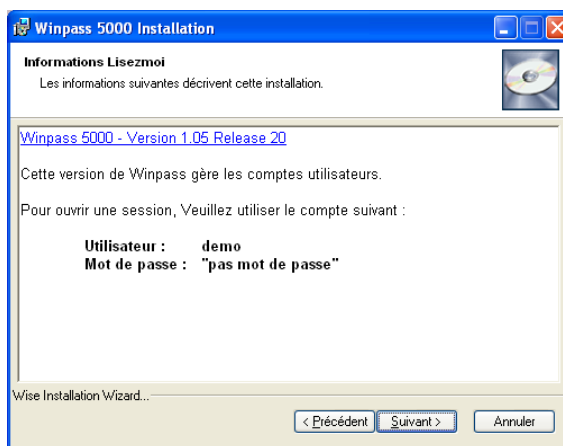 Winpass 5000 Installation
Informations Lisezmoi
Les informations suivantes décrivent cette installation.
Winpass 5000 - Version 1.05 Release 20
Cette version de Winpass gère les comptes utilisateurs.
Pour ouvrir une session, Veuillez utiliser le compte suivant :
Utilisateur : demo
Mot de passe : "pas mot de passe"
Wise Installation Wizard...
< Précédent Suivant > Annuler